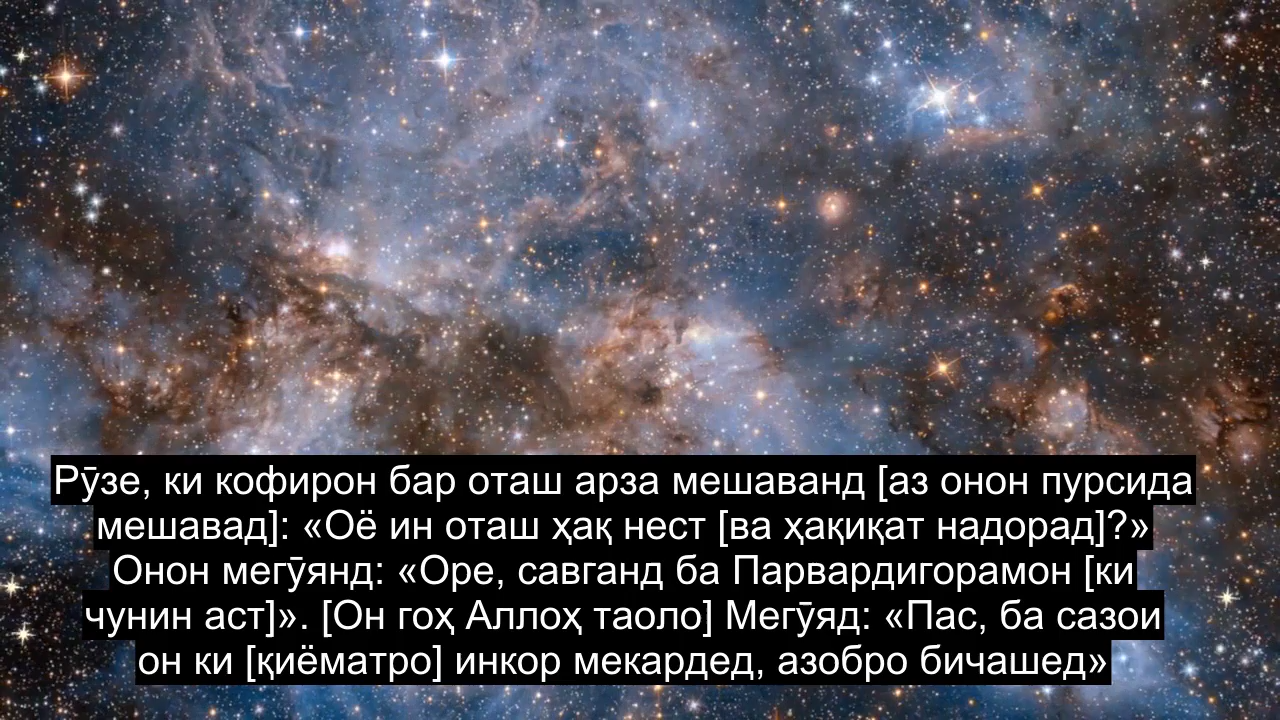 Рӯзе, ки кофирон бар оташ арза мешаванд [аз онон пурсида
мешавад]: «Оё ин оташ ҳақ нест [ва ҳақиқат надорад]?»
Онон мегӯянд: «Оре, савганд ба Парвардигорамон [ки
чунин аст]». [Он гоҳ Аллоҳ таоло] Мегӯяд: «Пас, ба сазои
он ки [қиёматро] инкор мекардед, азобро бичашед»